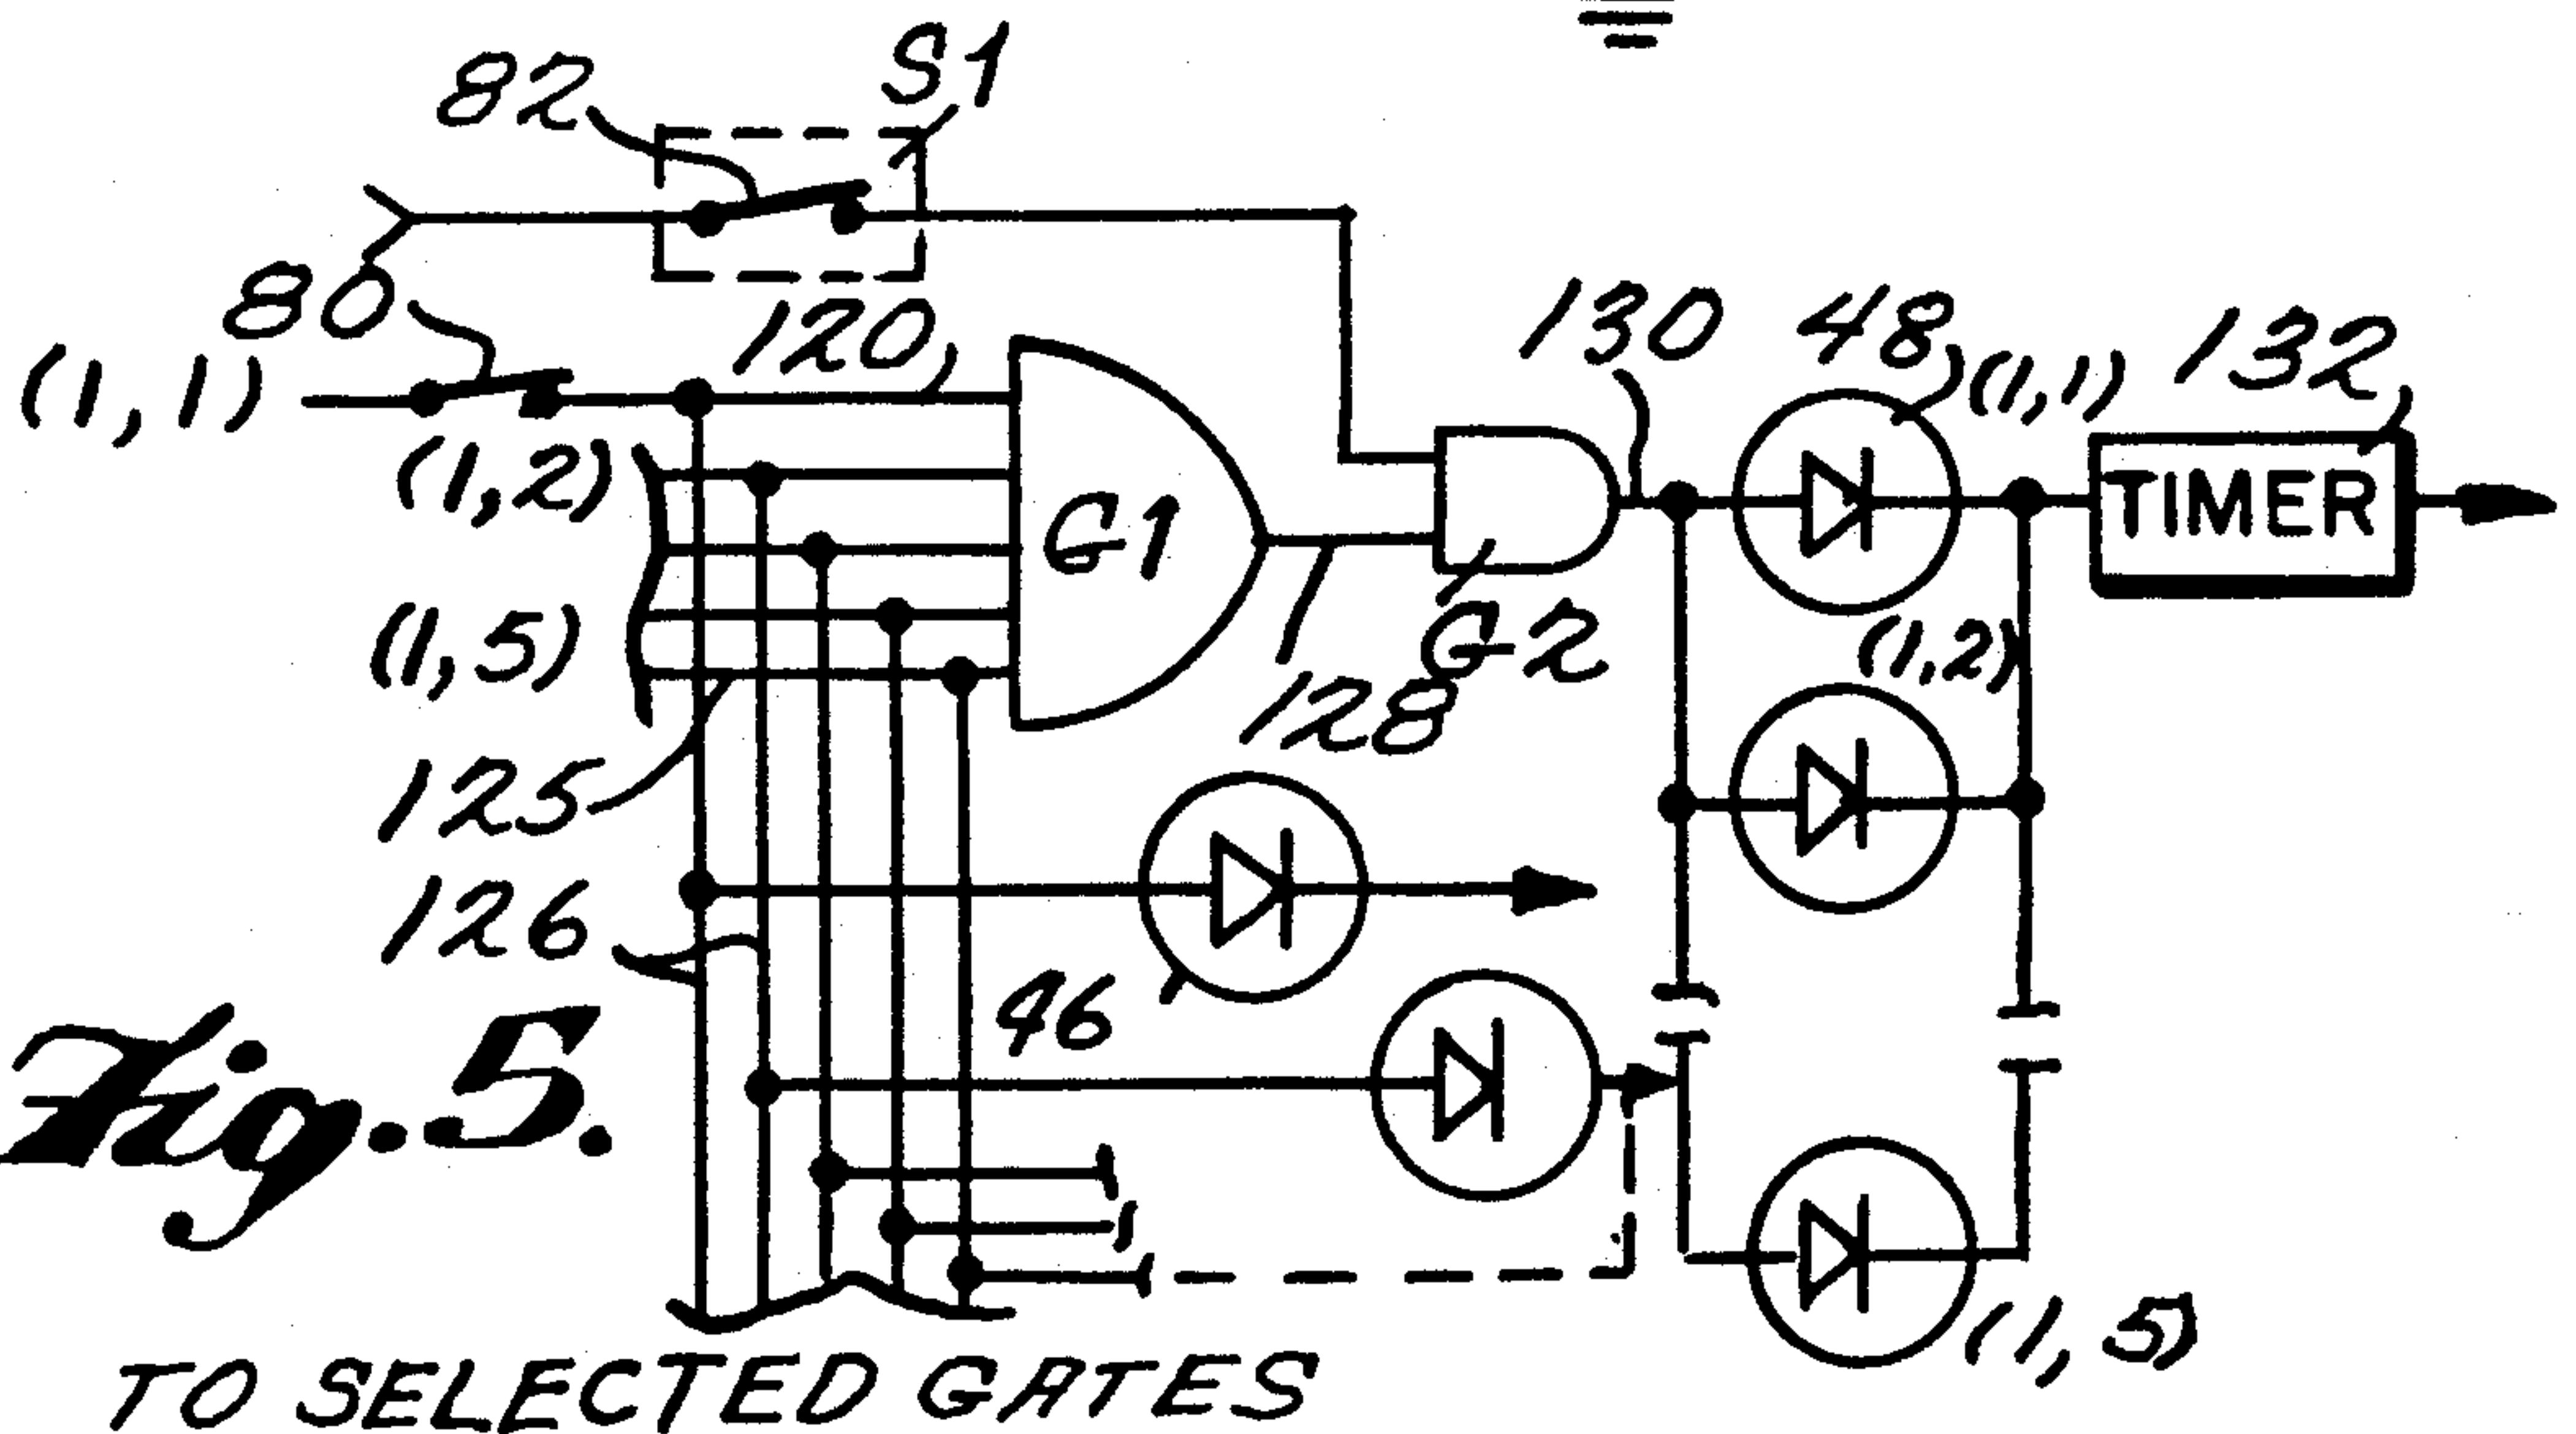 82
S1
80
120
130
48
(1,1)
132
(1,1)
(1,2)
G1
TIMER
(1,5)
G2
(1,2)
128
125
126
46
Fig. 5.
(1,5)
TO SELECTED GATES